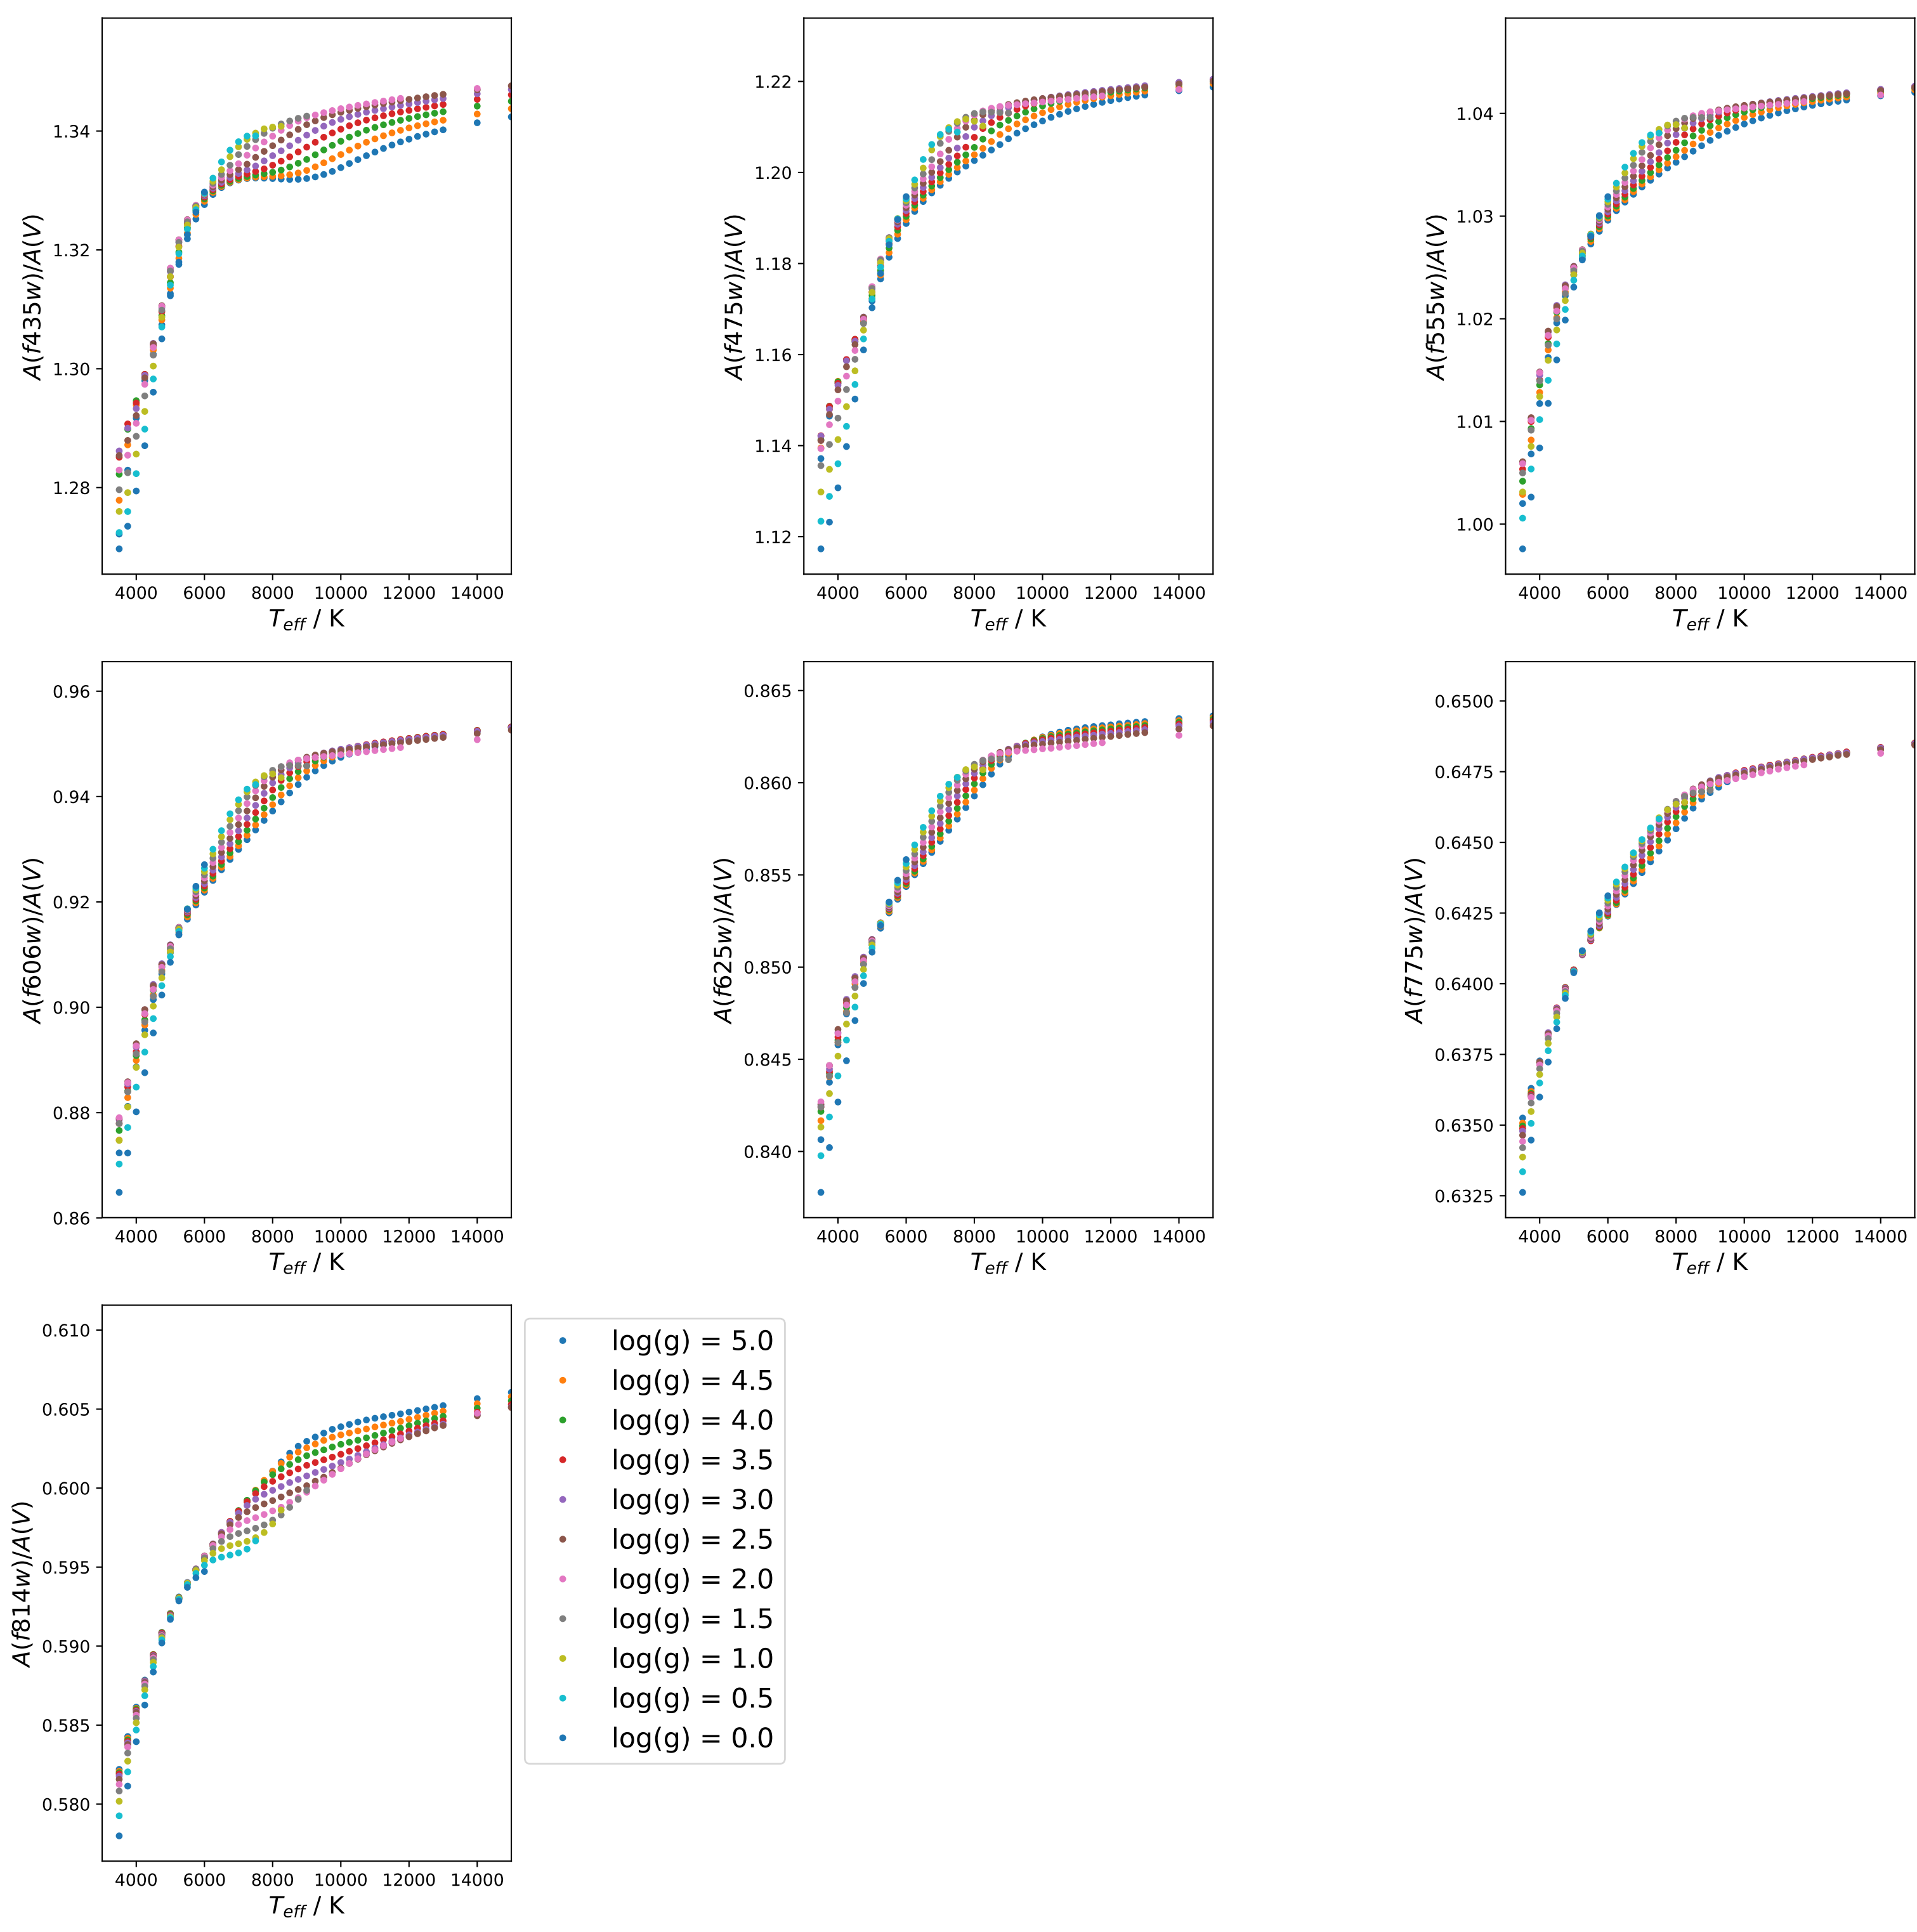 1.34
1.32
1.30
1.28
A(f435w)/A(V)
4000 6000 8000 10000 12000 14000
T_eff / K
1.22
1.20
1.18
1.16
1.14
1.12
A(f475w)/A(V)
4000 6000 8000 10000 12000 14000
T_eff / K
1.04
1.03
1.02
1.01
1.00
A(f555w)/A(V)
4000 6000 8000 10000 12000 14000
T_eff / K
0.96
0.94
0.92
0.90
0.88
0.86
A(f606w)/A(V)
4000 6000 8000 10000 12000 14000
T_eff / K
0.865
0.860
0.855
0.850
0.845
0.840
A(f625w)/A(V)
4000 6000 8000 10000 12000 14000
T_eff / K
0.6500
0.6475
0.6450
0.6425
0.6400
0.6375
0.6350
0.6325
A(f775w)/A(V)
4000 6000 8000 10000 12000 14000
T_eff / K
0.610
0.605
0.600
0.595
0.590
0.585
0.580
A(f814w)/A(V)
4000 6000 8000 10000 12000 14000
T_eff / K
log(g) = 5.0
log(g) = 4.5
log(g) = 4.0
log(g) = 3.5
log(g) = 3.0
log(g) = 2.5
log(g) = 2.0
log(g) = 1.5
log(g) = 1.0
log(g) = 0.5
log(g) = 0.0